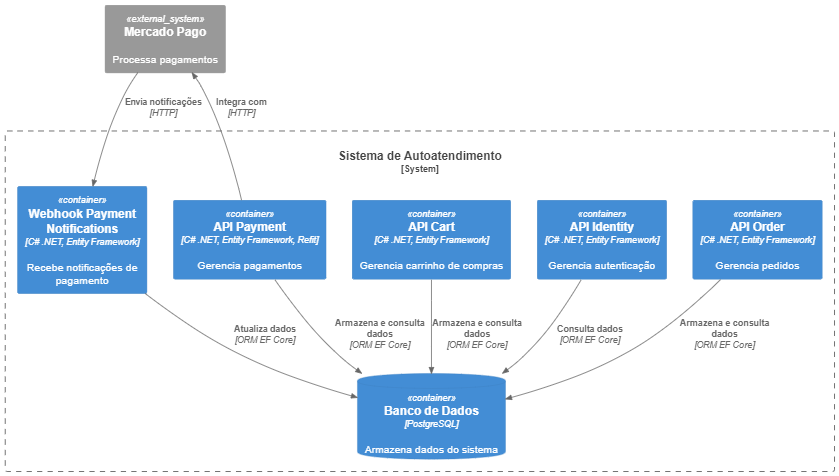 «external_system»
Mercado Pago
Processa pagamentos
Envia notificações
[HTTP]
Integra com
[HTTP]
Sistema de Autoatendimento
[System]
«container»
Webhook Payment
Notifications
[C# .NET, Entity Framework]
Recebe notificações de
pagamento
«container»
API Payment
[C# .NET, Entity Framework, Refit]
Gerencia pagamentos
«container»
API Cart
[C# .NET, Entity Framework]
Gerencia carrinho de compras
«container»
API Identity
[C# .NET, Entity Framework]
Gerencia autenticação
«container»
API Order
[C# .NET, Entity Framework]
Gerencia pedidos
Atualiza dados
[ORM EF Core]
Armazena e consulta
dados
[ORM EF Core]
Armazena e consulta
dados
[ORM EF Core]
Consulta dados
[ORM EF Core]
Armazena e consulta
dados
[ORM EF Core]
«container»
Banco de Dados
[PostgreSQL]
Armazena dados do sistema